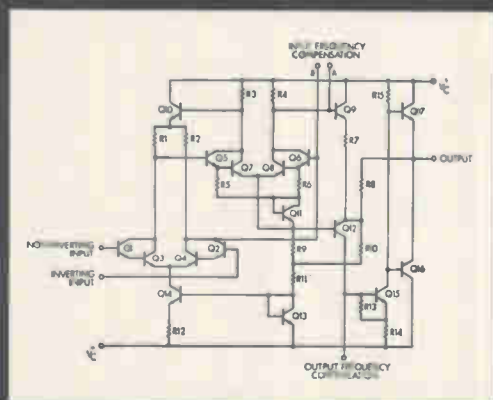 INPUT FREQUENCY
COMPENSATION
B A
V+C
Q10
R3
R4
Q9
R15
Q17
R1
R2
R7
OUTPUT
Q5
Q7
Q8
Q6
R5
R6
R8
Q11
Q12
NONINVERTING
INPUT
Q1
Q3
Q4
Q2
R9
R10
Q16
INVERTING
INPUT
R11
Q14
Q15
R13
Q13
R12
R14
OUTPUT FREQUENCY
COMPENSATION